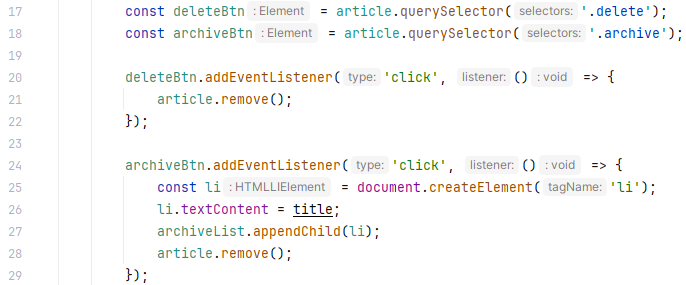 17 const deleteBtn : Element = article.querySelector( selectors: '.delete');
18 const archiveBtn : Element = article.querySelector( selectors: '.archive');
19
20 deleteBtn.addEventListener( type: 'click', listener: () : void => {
21 article.remove();
22 });
23
24 archiveBtn.addEventListener( type: 'click', listener: () : void => {
25 const li : HTMLLIElement = document.createElement( tagName: 'li');
26 li.textContent = title;
27 archiveList.appendChild(li);
28 article.remove();
29 });